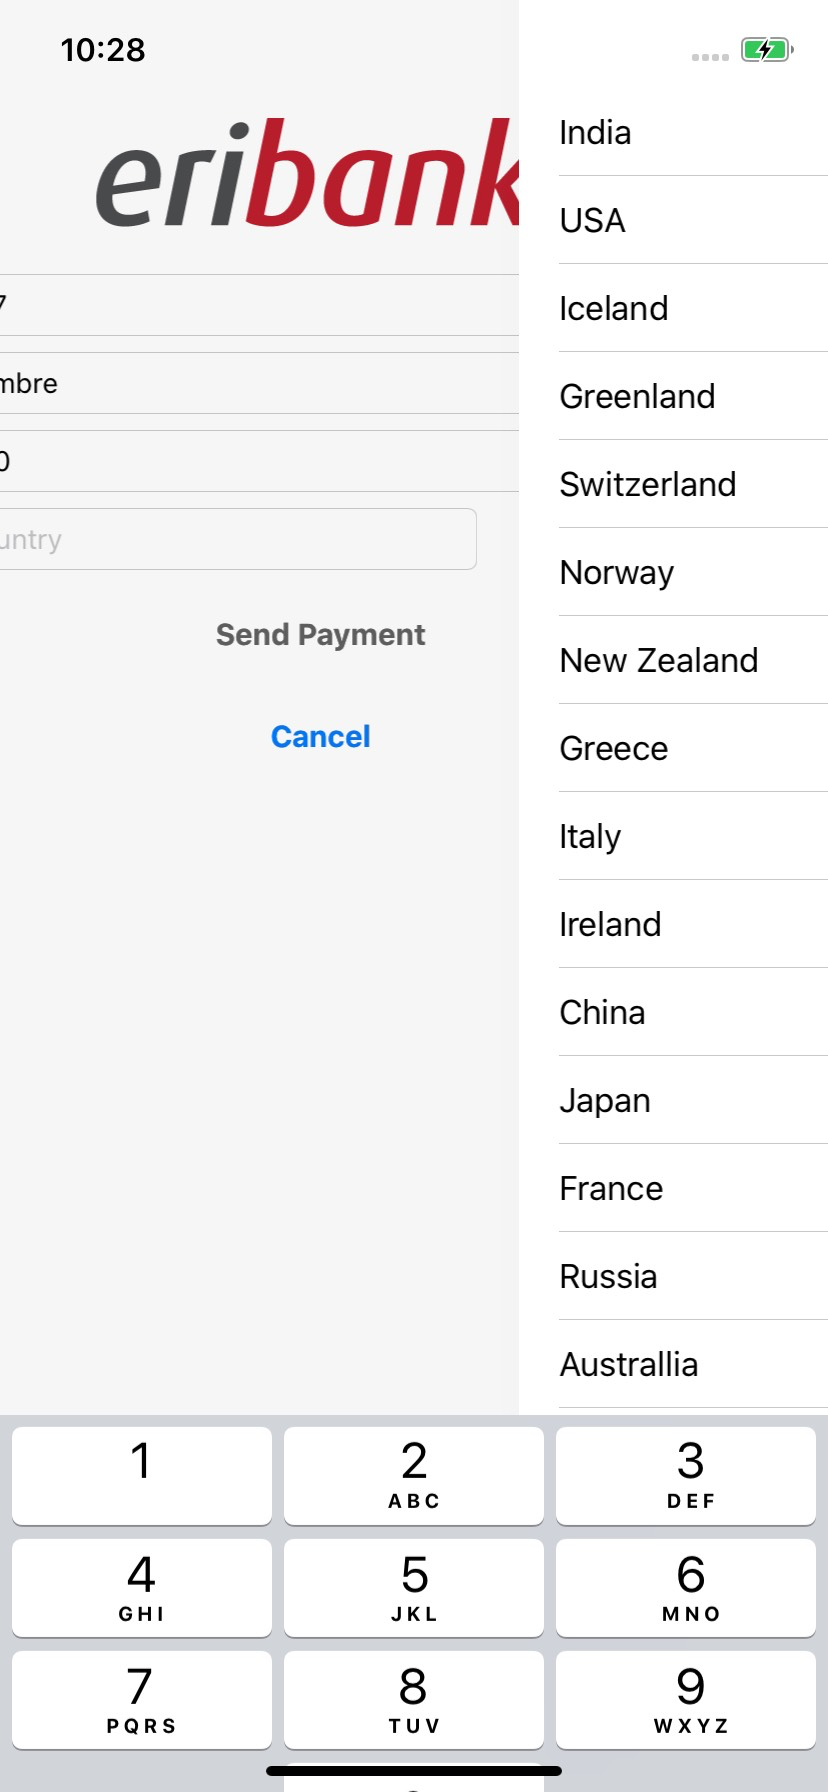 10:28
eribank
7
mbre
0
untry
Send Payment
Cancel
India
USA
Iceland
Greenland
Switzerland
Norway
New Zealand
Greece
Italy
Ireland
China
Japan
France
Russia
Australlia
1
2
ABC
3
DEF
4
GHI
5
JKL
6
MNO
7
PQRS
8
TUV
9
WXYZ